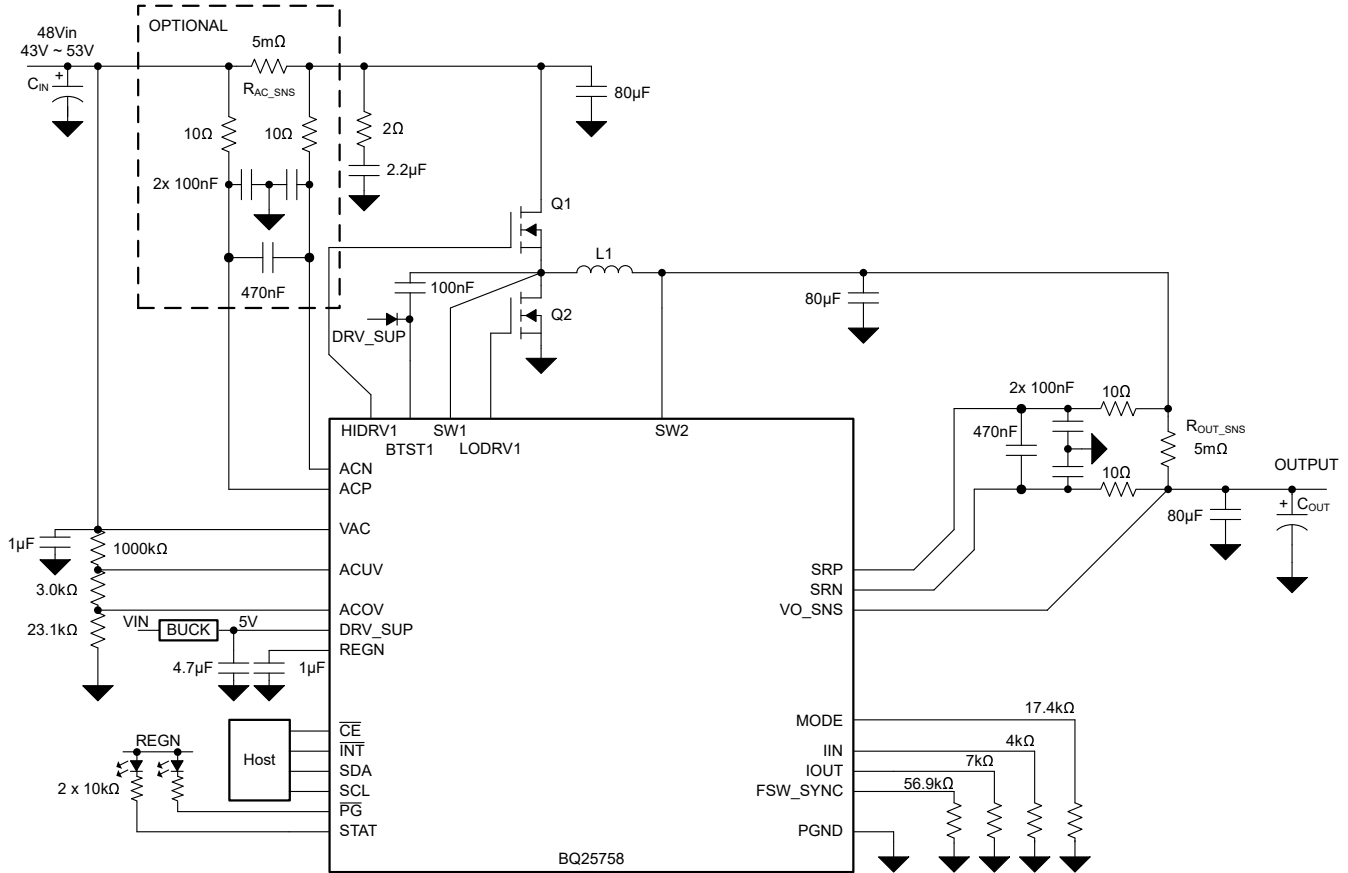 48Vin
43V ~ 53V
OPTIONAL
5mΩ
+
C_IN
R_AC_SNS
80µF
10Ω
10Ω
2Ω
2x 100nF
2.2µF
Q1
L1
470nF
100nF
80µF
Q2
DRV_SUP
2x 100nF
10Ω
HIDRV1
SW1
SW2
BTST1
LODRV1
470nF
R_OUT_SNS
5mΩ
ACN
ACP
10Ω
OUTPUT
+
C_OUT
80µF
VAC
1µF
1000kΩ
ACUV
SRP
3.0kΩ
SRN
ACOV
VO_SNS
23.1kΩ
VIN
BUCK
5V
DRV_SUP
REGN
4.7µF
1µF
MODE
17.4kΩ
CE
REGN
Host
INT
IIN
4kΩ
SDA
IOUT
7kΩ
2 x 10kΩ
SCL
FSW_SYNC
56.9kΩ
PG
STAT
PGND
BQ25758